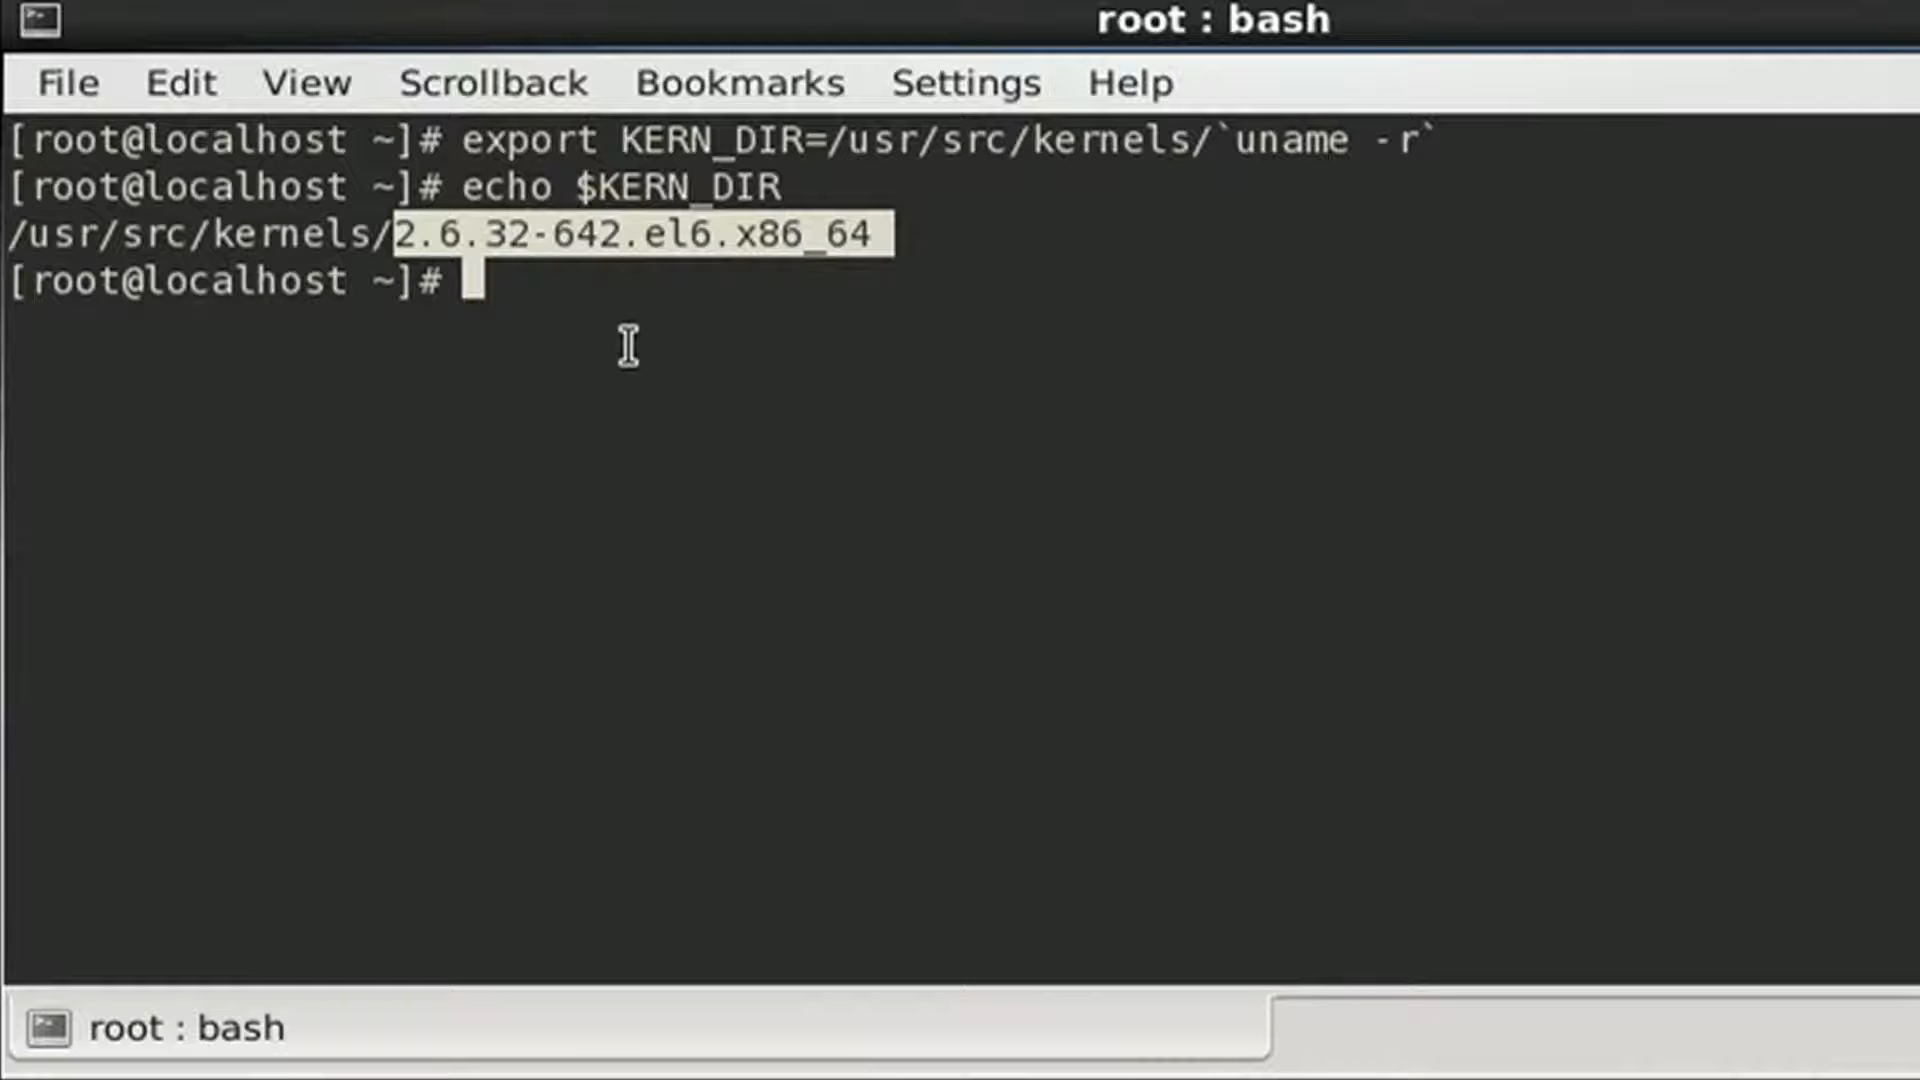 root : bash
File Edit View Scrollback Bookmarks Settings Help
[root@localhost ~]# export KERN_DIR=/usr/src/kernels/`uname -r`
[root@localhost ~]# echo $KERN_DIR
/usr/src/kernels/2.6.32-642.el6.x86_64
[root@localhost ~]#
root : bash